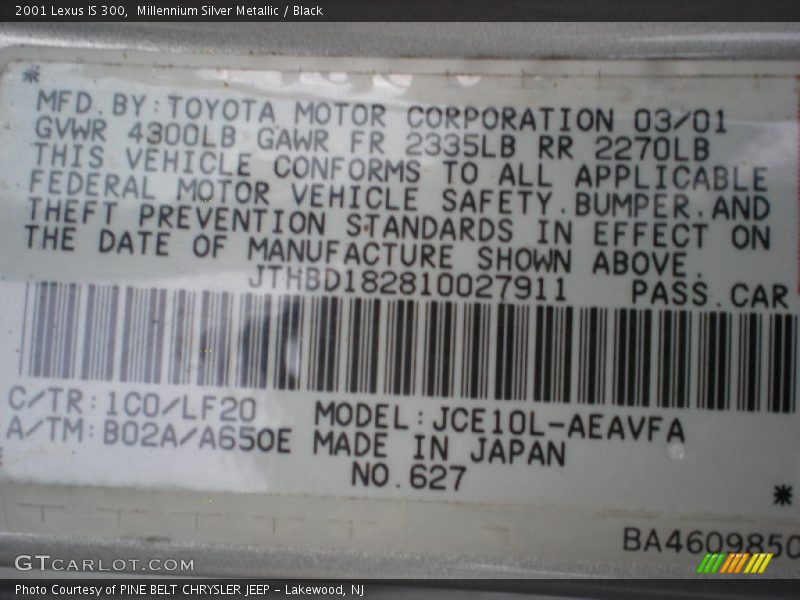 2001 Lexus IS 300,  Millennium Silver Metallic / Black
*
MFD.BY:TOYOTA MOTOR CORPORATION 03/01
GVWR 4300LB GAWR FR 2335LB RR 2270LB
THIS VEHICLE CONFORMS TO ALL APPLICABLE
FEDERAL MOTOR VEHICLE SAFETY.BUMPER.AND
THEFT PREVENTION STANDARDS IN EFFECT ON
THE DATE OF MANUFACTURE SHOWN ABOVE.
JTHBD182810027911 PASS.CAR
C/TR:1C0/LF20 MODEL:JCE10L-AEAVFA
A/TM:B02A/A650E MADE IN JAPAN
NO.627
*
BA460985C
GTCARLOT.COM
Photo Courtesy of PINE BELT CHRYSLER JEEP - Lakewood, NJ